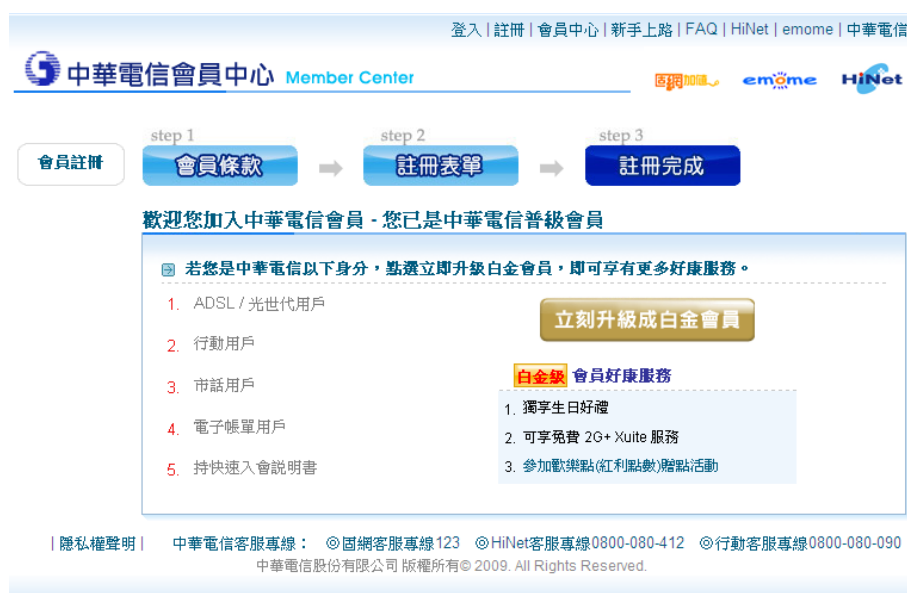 登入 | 註冊 | 會員中心 | 新手上路 | FAQ | HiNet | emome | 中華電信
中華電信會員中心 Member Center
固網加值 emome HiNet
step 1 step 2 step 3
會員註冊 會員條款 註冊表單 註冊完成
歡迎您加入中華電信會員 - 您已是中華電信普級會員
若您是中華電信以下身分，點選立即升級白金會員，即可享有更多好康服務。
1. ADSL / 光世代用戶
2. 行動用戶
3. 市話用戶
4. 電子帳單用戶
5. 持快速入會說明書
立刻升級成白金會員
白金級 會員好康服務
1. 獨享生日好禮
2. 可享免費 2G+ Xuite 服務
3. 參加歡樂點(紅利點數)贈點活動
| 隱私權聲明 | 中華電信客服專線： ◎固網客服專線123 ◎HiNet客服專線0800-080-412 ◎行動客服專線0800-080-090
中華電信股份有限公司 版權所有© 2009. All Rights Reserved.